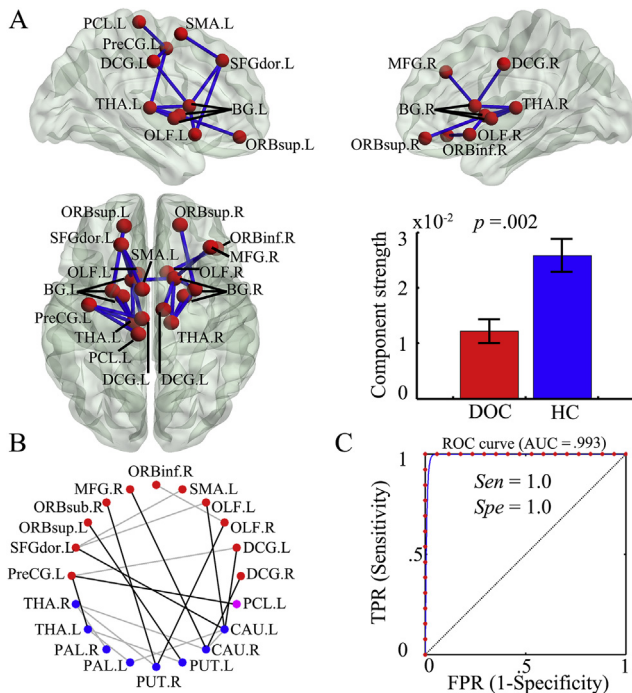 A
PCL.L
SMA.L
PreCG.L
DCG.L
SFGdor.L
THA.L
BG.L
OLF.L
ORBsup.L
MFG.R
DCG.R
BG.R
THA.R
ORBsup.R
OLF.R
ORBinf.R
ORBsup.L
ORBsup.R
SFGdor.L
ORBinf.R
SMA.L
MFG.R
OLF.L
OLF.R
BG.L
BG.R
PreCG.L
THA.L
THA.R
PCL.L
DCG.L
DCG.L
x10-2 p =.002
Component strength
3
2
1
0
DOC
HC
B
ORBinf.R
MFG.R
SMA.L
ORBsub.R
OLF.L
ORBsup.L
OLF.R
SFGdor.L
DCG.L
PreCG.L
DCG.R
THA.R
PCL.L
THA.L
CAU.L
PAL.R
CAU.R
PAL.L
PUT.L
PUT.R
C
ROC curve (AUC =.993)
TPR (Sensitivity)
1
.5
0
Sen = 1.0
Spe = 1.0
0
.5
1
FPR (1-Specificity)